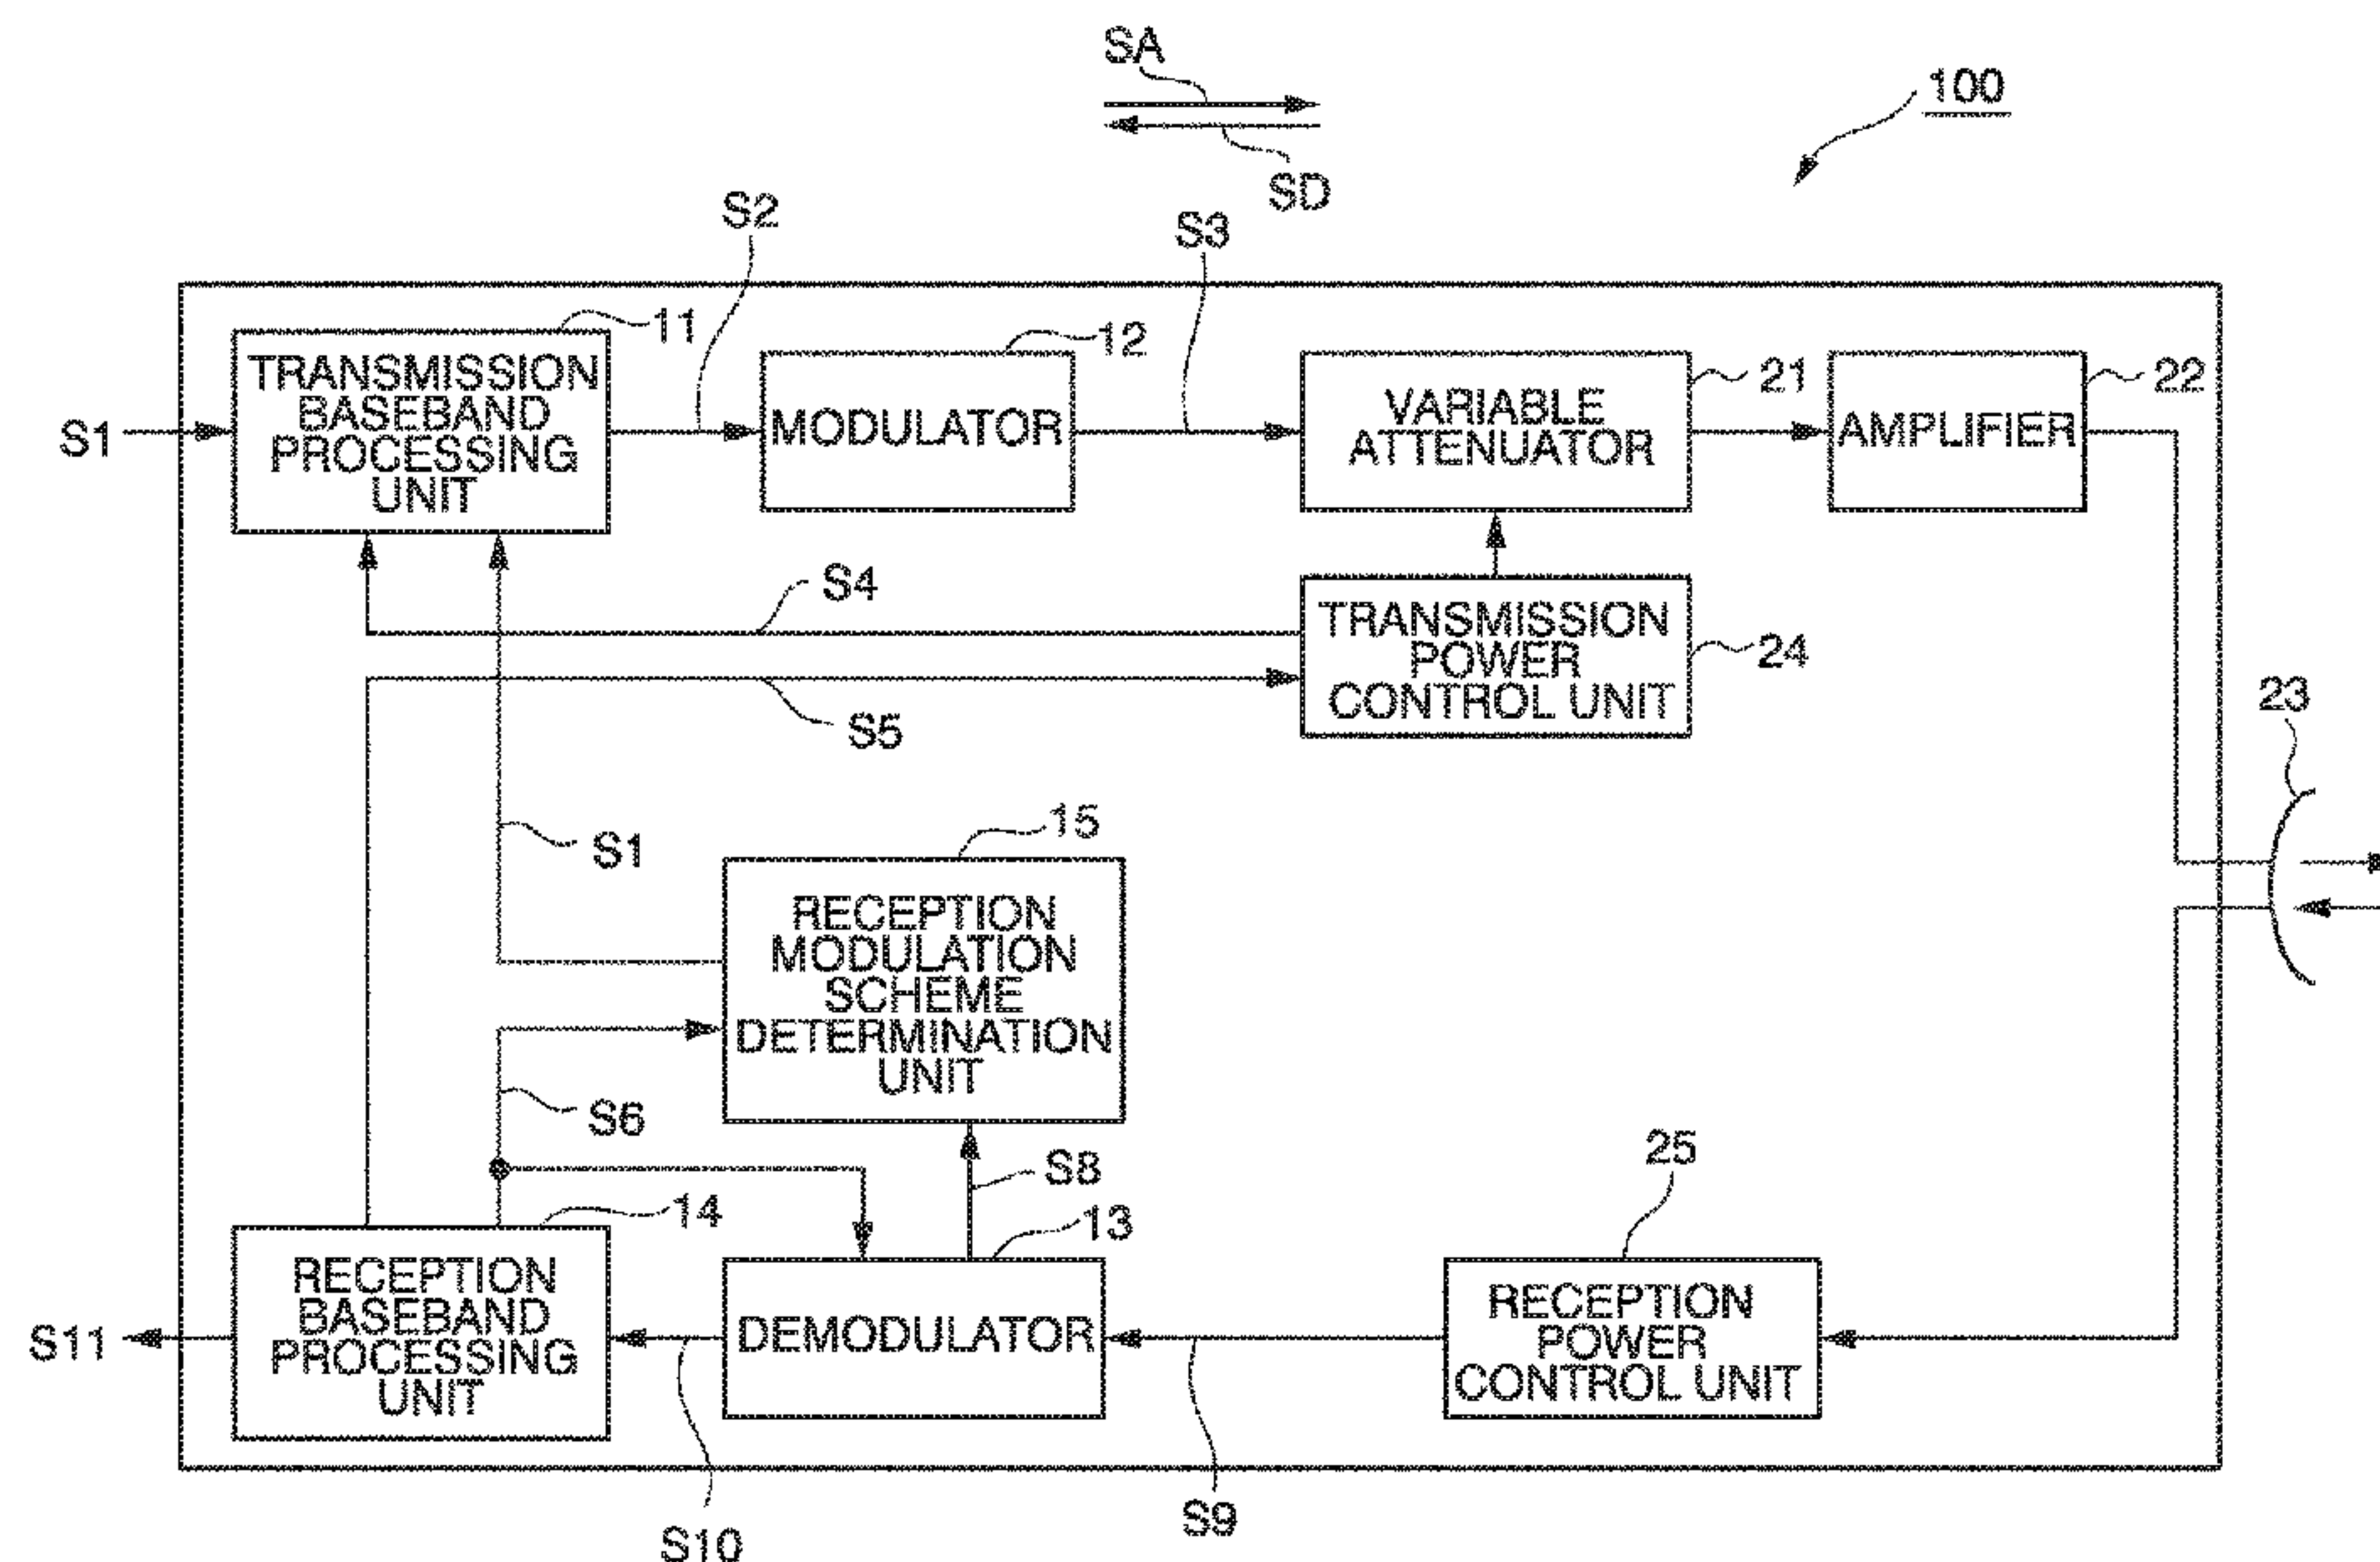 SA
100
SD
S2
S3
11
12
21
22
S1
TRANSMISSION
BASEBAND
PROCESSING
UNIT
MODULATOR
VARIABLE
ATTENUATOR
AMPLIFIER
S4
TRANSMISSION
POWER
CONTROL UNIT
24
S5
23
S1
15
RECEPTION
MODULATION
SCHEME
DETERMINATION
UNIT
S6
S8
25
14
13
S11
RECEPTION
BASEBAND
PROCESSING
UNIT
DEMODULATOR
RECEPTION
POWER
CONTROL UNIT
S10
S9